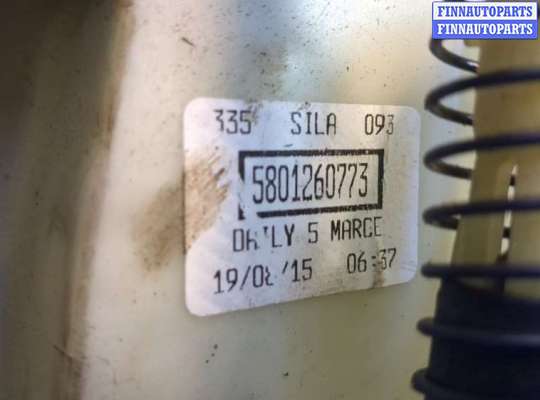 FINNAUTOPARTS
FINNAUTOPARTS
335 SILA 093
5801260773
DAILY 5 MARCE
19/08/15 06:37